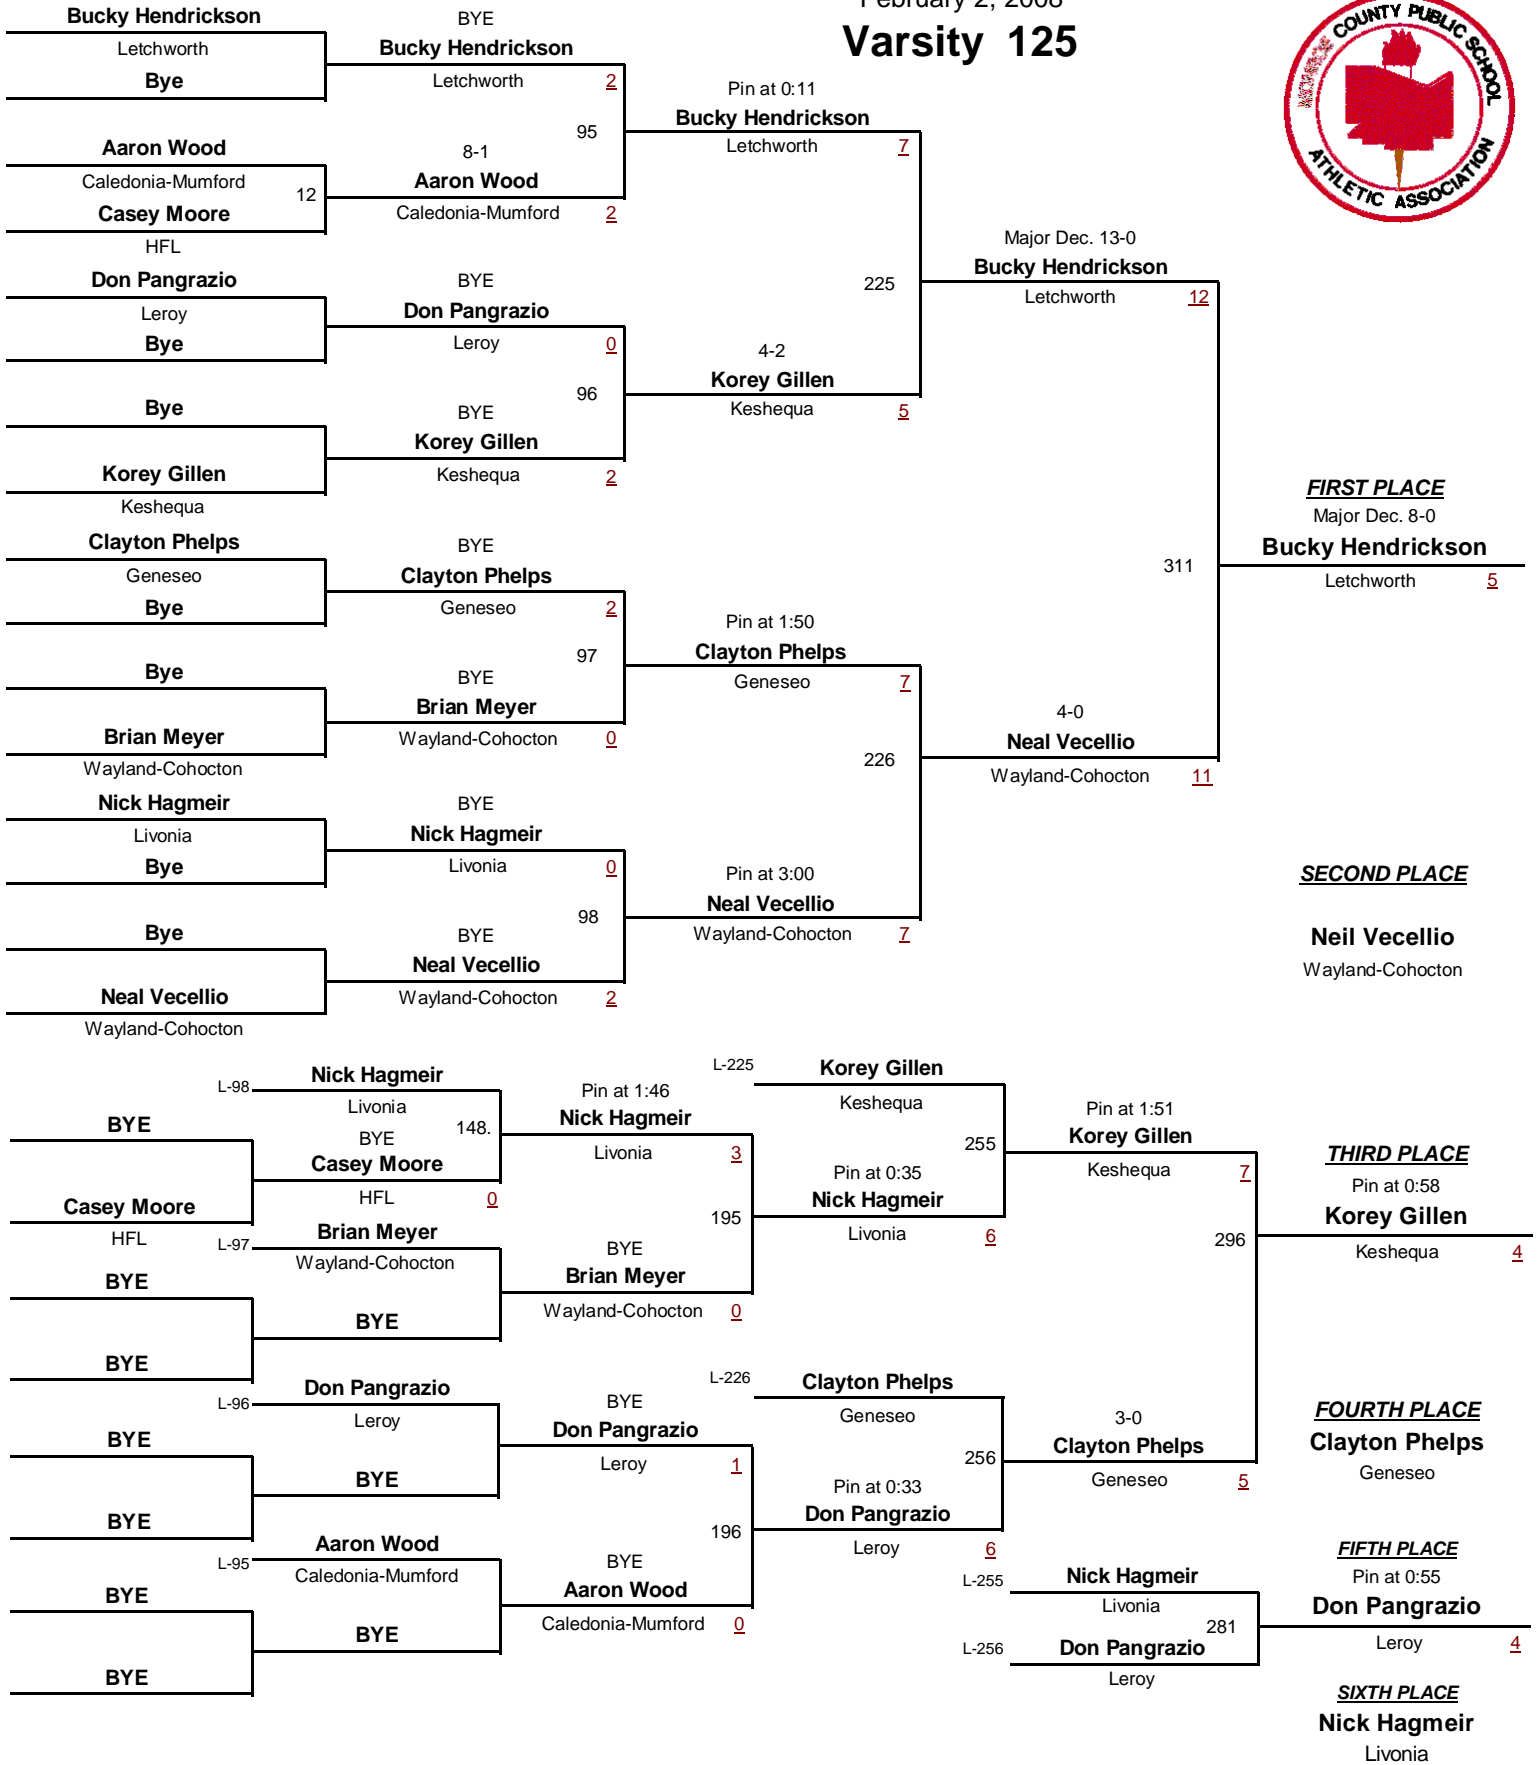 February 2, 2008
Varsity 125
COUNTY PUBLIC SCHOOL
ATHLETIC ASSOCIATION
Bucky Hendrickson
Letchworth
Bye
Aaron Wood
Caledonia-Mumford
12
Casey Moore
HFL
Don Pangrazio
Leroy
Bye
Bye
Korey Gillen
Keshequa
Clayton Phelps
Geneseo
Bye
Bye
Brian Meyer
Wayland-Cohocton
Nick Hagmeir
Livonia
Bye
Bye
Neal Vecellio
Wayland-Cohocton
BYE
Bucky Hendrickson
Letchworth 2
95
8-1
Aaron Wood
Caledonia-Mumford 2
BYE
Don Pangrazio
Leroy 0
96
BYE
Korey Gillen
Keshequa 2
BYE
Clayton Phelps
Geneseo 2
97
BYE
Brian Meyer
Wayland-Cohocton 0
BYE
Nick Hagmeir
Livonia 0
98
BYE
Neal Vecellio
Wayland-Cohocton 2
Pin at 0:11
Bucky Hendrickson
Letchworth 7
225
4-2
Korey Gillen
Keshequa 5
Pin at 1:50
Clayton Phelps
Geneseo 7
226
Pin at 3:00
Neal Vecellio
Wayland-Cohocton 7
Major Dec. 13-0
Bucky Hendrickson
Letchworth 12
311
4-0
Neal Vecellio
Wayland-Cohocton 11
FIRST PLACE
Major Dec. 8-0
Bucky Hendrickson
Letchworth 5
SECOND PLACE
Neil Vecellio
Wayland-Cohocton
BYE
Casey Moore
HFL
BYE
BYE
BYE
BYE
BYE
BYE
L-98 Nick Hagmeir
Livonia
148.
BYE
Casey Moore
HFL 0
L-97 Brian Meyer
Wayland-Cohocton
BYE
L-96 Don Pangrazio
Leroy
BYE
L-95 Aaron Wood
Caledonia-Mumford
BYE
Pin at 1:46
Nick Hagmeir
Livonia 3
195
BYE
Brian Meyer
Wayland-Cohocton 0
BYE
Don Pangrazio
Leroy 1
196
BYE
Aaron Wood
Caledonia-Mumford 0
L-225 Korey Gillen
Keshequa
255
Pin at 0:35
Nick Hagmeir
Livonia 6
L-226 Clayton Phelps
Geneseo
256
Pin at 0:33
Don Pangrazio
Leroy 6
Pin at 1:51
Korey Gillen
Keshequa 7
296
3-0
Clayton Phelps
Geneseo 5
L-255 Nick Hagmeir
Livonia
281
L-256 Don Pangrazio
Leroy
THIRD PLACE
Pin at 0:58
Korey Gillen
Keshequa 4
FOURTH PLACE
Clayton Phelps
Geneseo
FIFTH PLACE
Pin at 0:55
Don Pangrazio
Leroy 4
SIXTH PLACE
Nick Hagmeir
Livonia